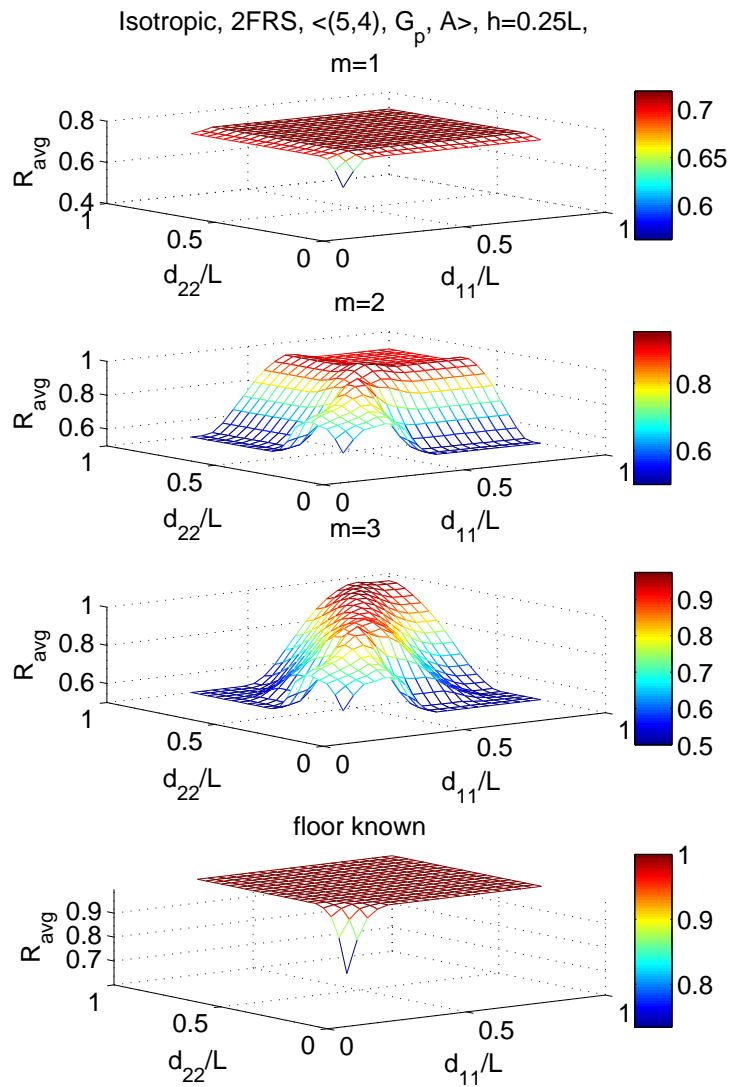 Isotropic, 2FRS, <(5,4), G_p, A>, h=0.25L,
m=1
0.8
0.6
0.4
R_avg
1
0.5
0
d_22/L
0
0.5
1
d_11/L
0.7
0.65
0.6
m=2
1
0.8
0.6
R_avg
1
0.5
0
d_22/L
0
0.5
1
d_11/L
0.8
0.6
m=3
1
0.8
0.6
R_avg
1
0.5
0
d_22/L
0
0.5
1
d_11/L
0.9
0.8
0.7
0.6
0.5
floor known
0.9
0.8
0.7
R_avg
1
0.5
0
d_22/L
0
0.5
1
d_11/L
1
0.9
0.8